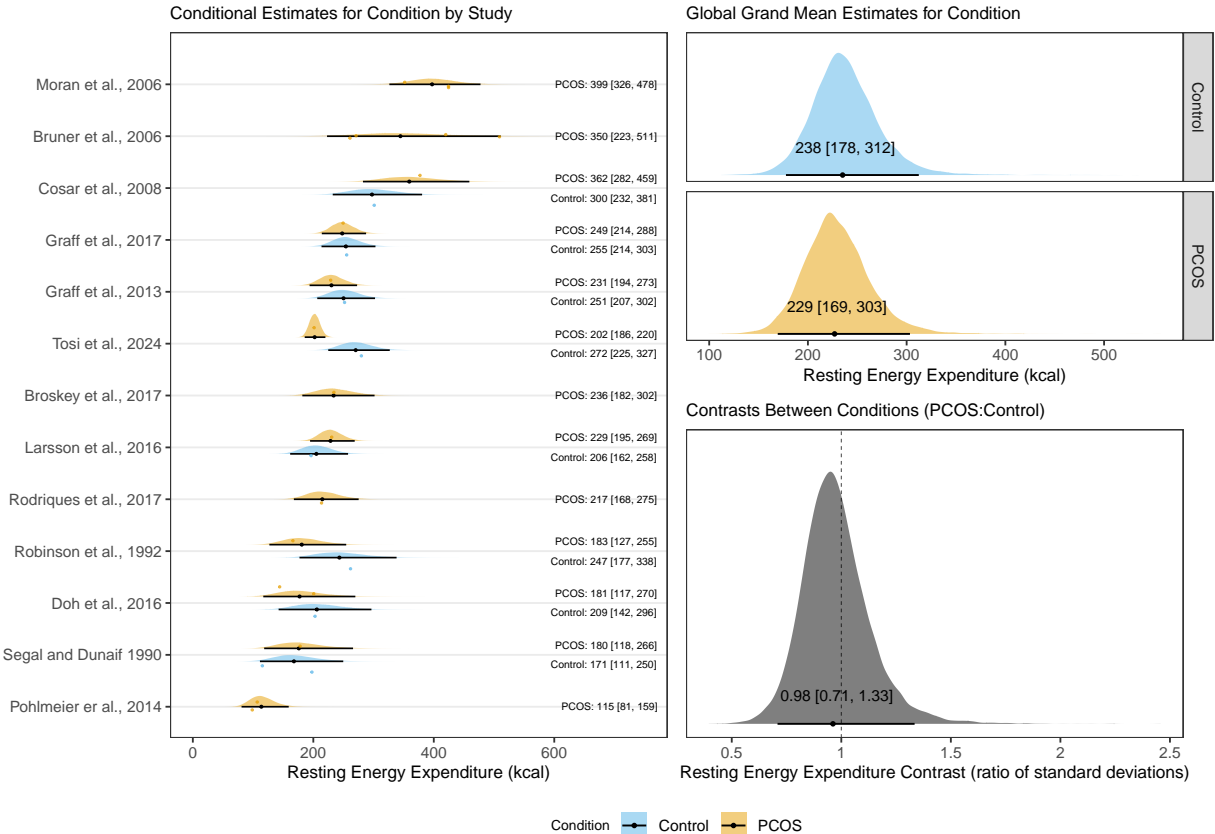 Conditional Estimates for Condition by Study
Moran et al., 2006
PCOS: 399 [326, 478]
Bruner et al., 2006
PCOS: 350 [223, 511]
Cosar et al., 2008
PCOS: 362 [282, 459]
Control: 300 [232, 381]
Graff et al., 2017
PCOS: 249 [214, 288]
Control: 255 [214, 303]
Graff et al., 2013
PCOS: 231 [194, 273]
Control: 251 [207, 302]
Tosi et al., 2024
PCOS: 202 [186, 220]
Control: 272 [225, 327]
Broskey et al., 2017
PCOS: 236 [182, 302]
Larsson et al., 2016
PCOS: 229 [195, 269]
Control: 206 [162, 258]
Rodriques et al., 2017
PCOS: 217 [168, 275]
Robinson et al., 1992
PCOS: 183 [127, 255]
Control: 247 [177, 338]
Doh et al., 2016
PCOS: 181 [117, 270]
Control: 209 [142, 296]
Segal and Dunaif 1990
PCOS: 180 [118, 266]
Control: 171 [111, 250]
Pohlmeier er al., 2014
PCOS: 115 [81, 159]
0 200 400 600
Resting Energy Expenditure (kcal)
Global Grand Mean Estimates for Condition
238 [178, 312]
Control
229 [169, 303]
PCOS
100 200 300 400 500
Resting Energy Expenditure (kcal)
Contrasts Between Conditions (PCOS:Control)
0.98 [0.71, 1.33]
0.5 1 1.5 2 2.5
Resting Energy Expenditure Contrast (ratio of standard deviations)
Condition Control PCOS